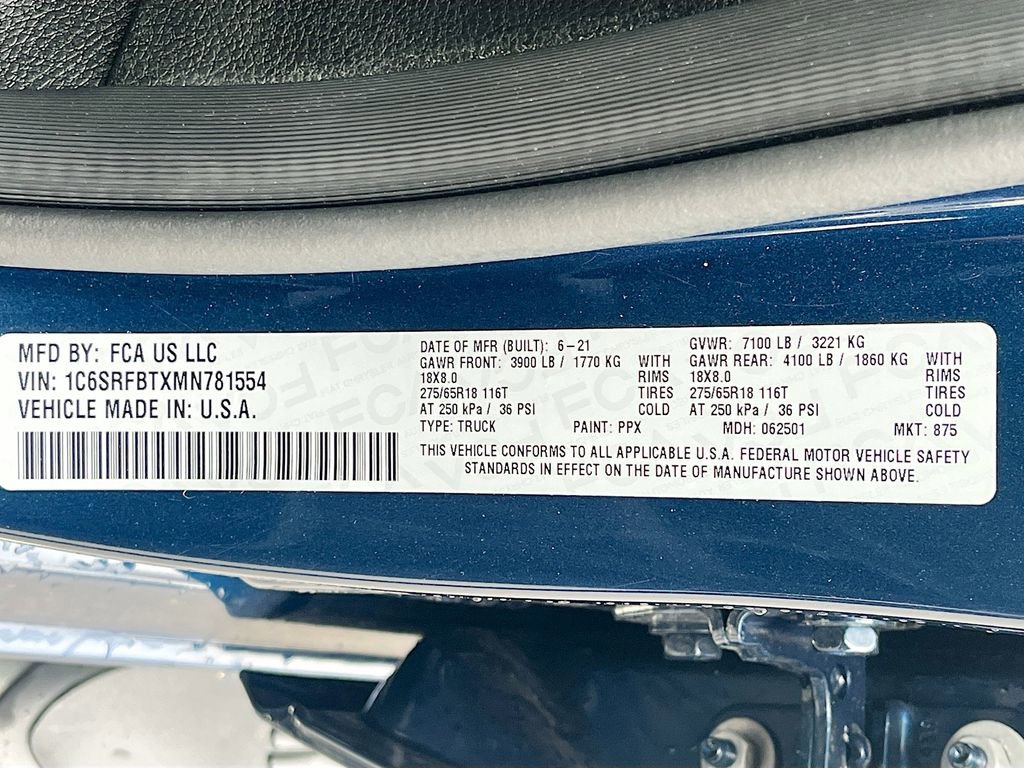 MFD BY: FCA US LLC
VIN: 1C6SRFBTXMN781554
VEHICLE MADE IN: U.S.A.
DATE OF MFR (BUILT): 6-21 GVWR: 7100 LB / 3221 KG
GAWR FRONT: 3900 LB / 1770 KG WITH GAWR REAR: 4100 LB / 1860 KG WITH
18X8.0 RIMS 18X8.0 RIMS
275/65R18 116T TIRES 275/65R18 116T TIRES
AT 250 kPa / 36 PSI COLD AT 250 kPa / 36 PSI COLD
TYPE: TRUCK PAINT: PPX MDH: 062501 MKT: 875
THIS VEHICLE CONFORMS TO ALL APPLICABLE U.S.A. FEDERAL MOTOR VEHICLE SAFETY
STANDARDS IN EFFECT ON THE DATE OF MANUFACTURE SHOWN ABOVE.